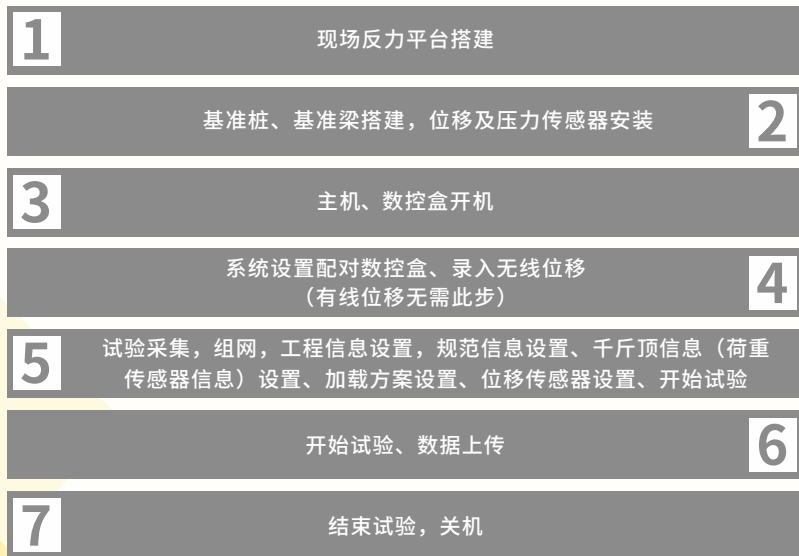 1
现场反力平台搭建
基准桩、基准梁搭建，位移及压力传感器安装
2
3
主机、数控盒开机
系统设置配对数控盒、录入无线位移
（有线位移无需此步）
4
5
试验采集，组网，工程信息设置，规范信息设置、千斤顶信息（荷重
传感器信息）设置、加载方案设置、位移传感器设置、开始试验
开始试验、数据上传
6
7
结束试验，关机